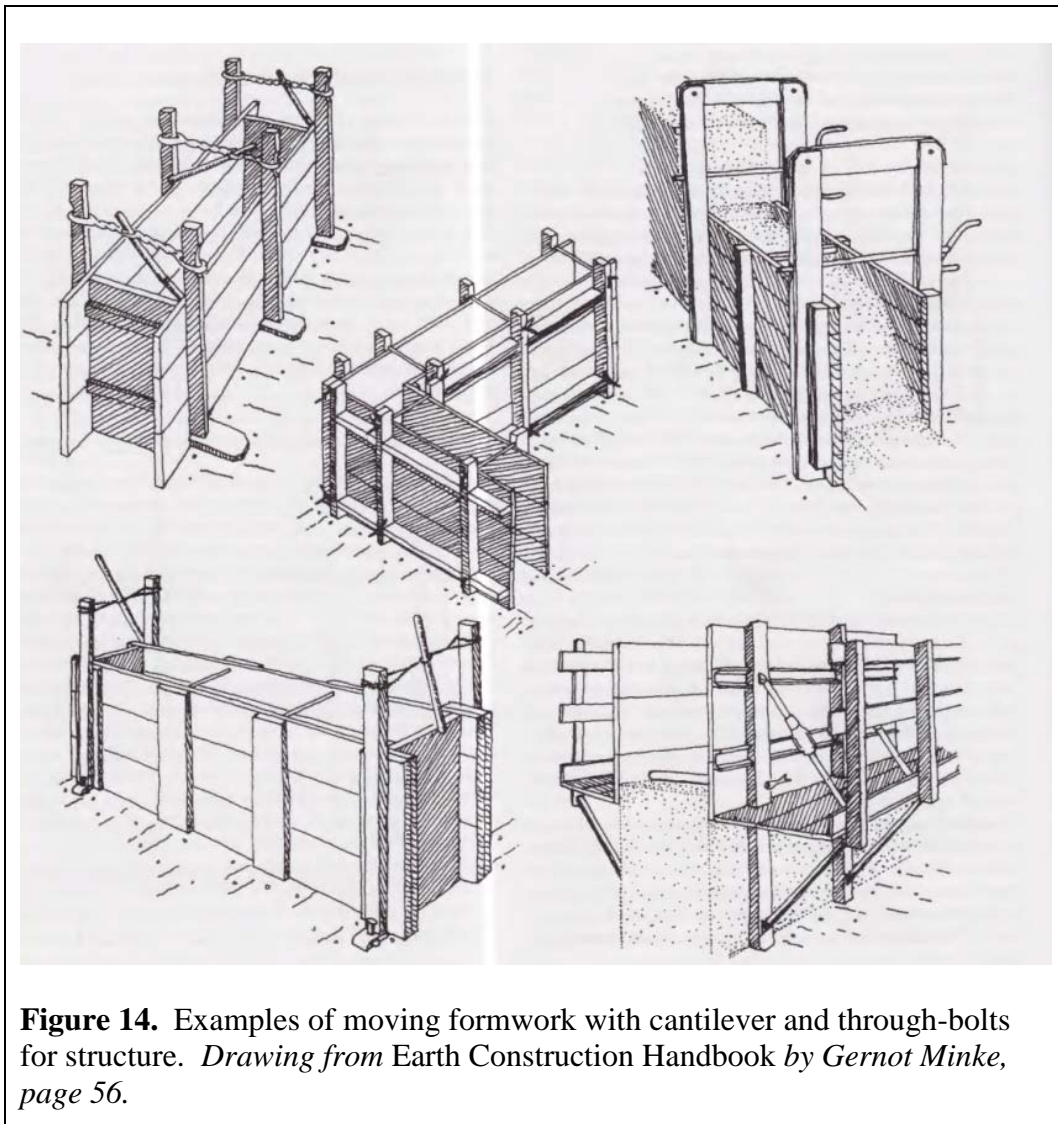 Figure 14. Examples of moving formwork with cantilever and through-bolts
for structure. Drawing from Earth Construction Handbook by Gernot Minke,
page 56.